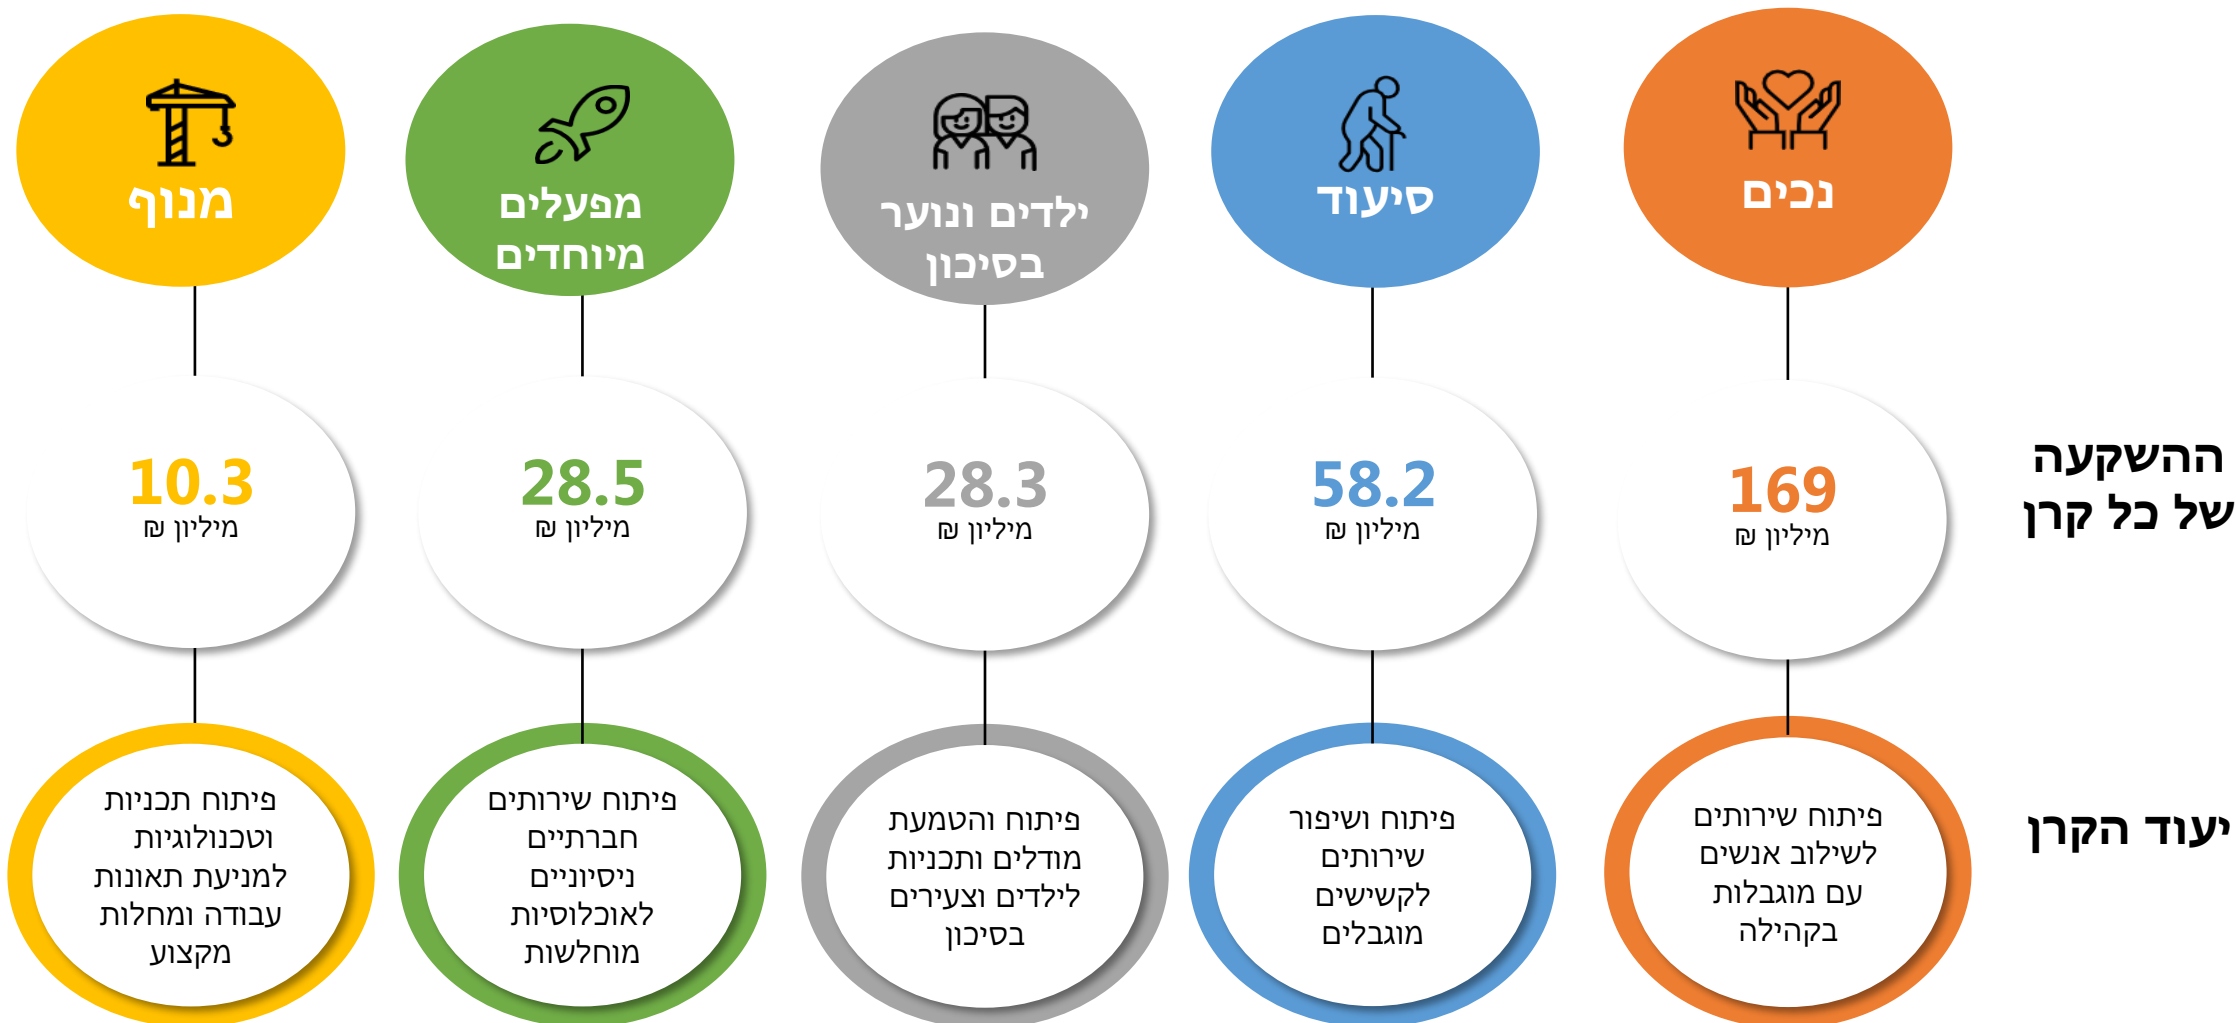 נכים
סיעוד
ילדים ונוער
בסיכון
מפעלים
מיוחדים
מנוף
ההשקעה
של כל קרן
169
מיליון ₪
58.2
מיליון ₪
28.3
מיליון ₪
28.5
מיליון ₪
10.3
מיליון ₪
יעוד הקרן
פיתוח שירותים
לשילוב אנשים
עם מוגבלות
בקהילה
פיתוח ושיפור
שירותים
לקשישים
מוגבלים
פיתוח והטמעת
מודלים ותכניות
לילדים וצעירים
בסיכון
פיתוח שירותים
חברתיים
ניסיוניים
לאוכלוסיות
מוחלשות
פיתוח תכניות
וטכנולוגיות
למניעת תאונות
עבודה ומחלות
מקצוע